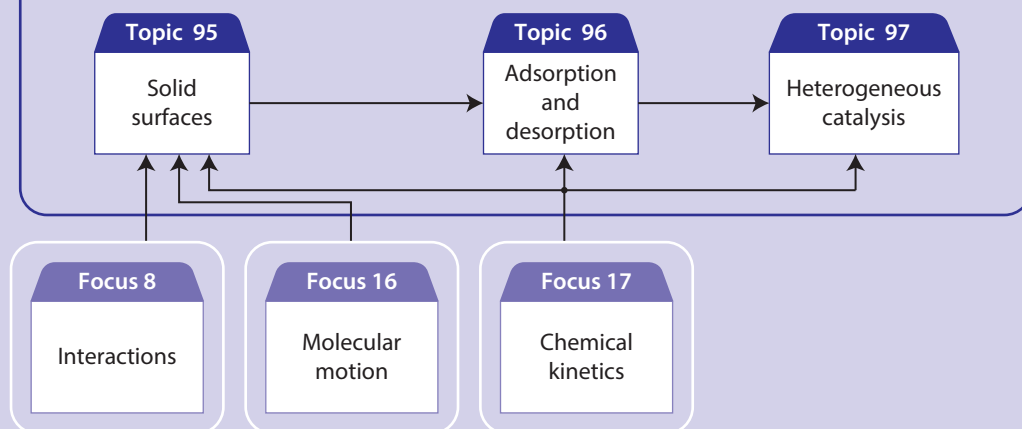 Topic 95
Solid
surfaces
Topic 96
Adsorption
and
desorption
Topic 97
Heterogeneous
catalysis
Focus 8
Interactions
Focus 16
Molecular
motion
Focus 17
Chemical
kinetics